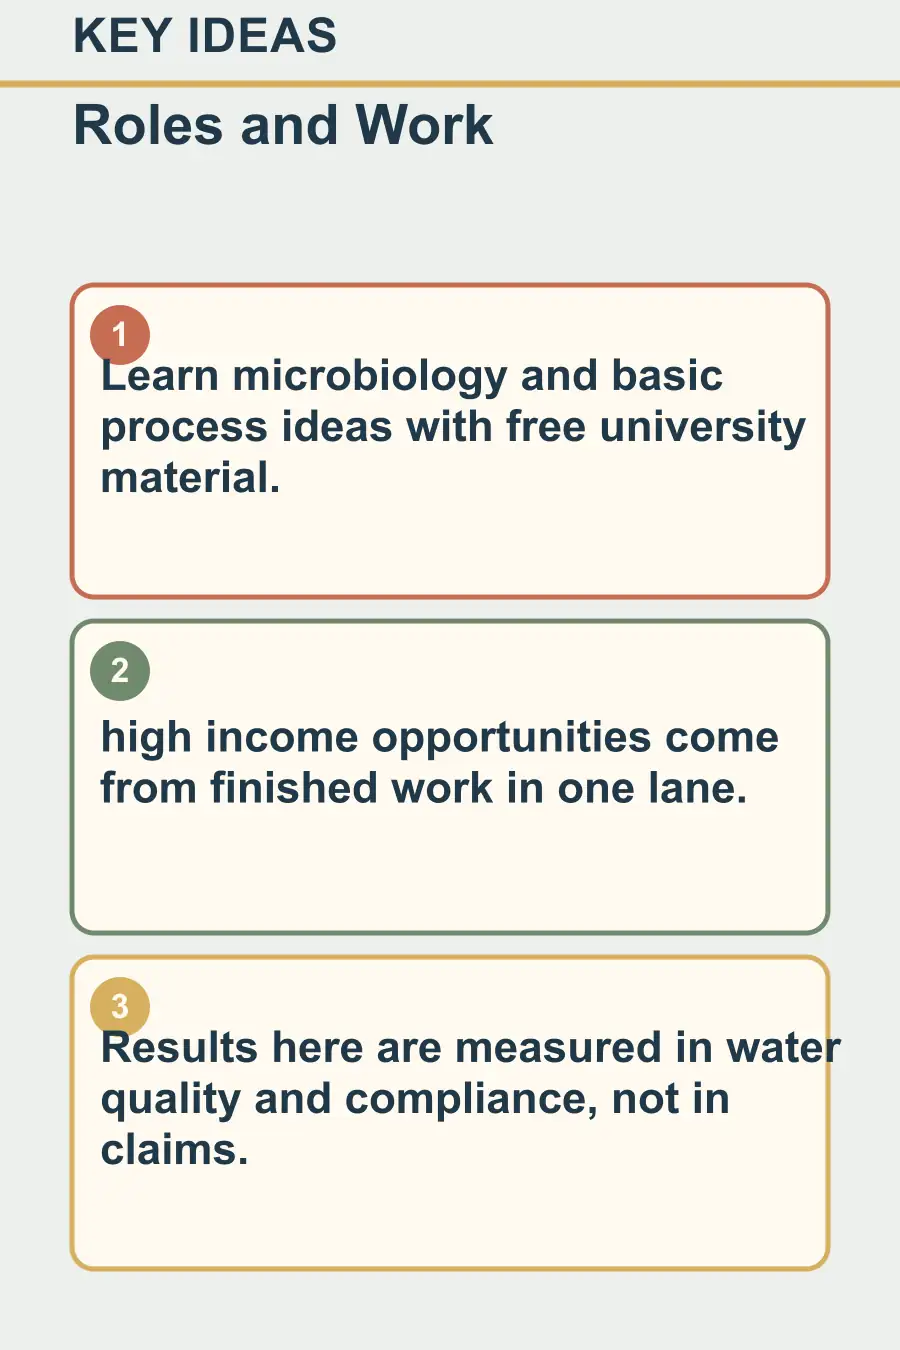 KEY IDEAS
Roles and Work
1
Learn microbiology and basic
process ideas with free university
material.
2
high income opportunities come
from finished work in one lane.
3
Results here are measured in water
quality and compliance, not in
claims.